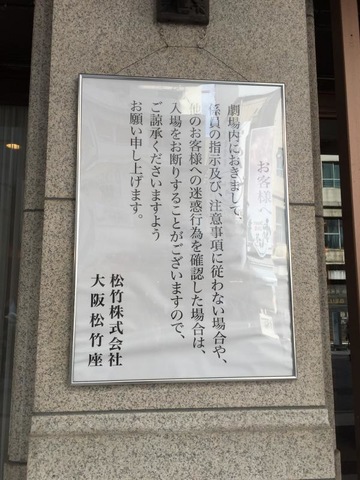 お客様へ
劇場内におきまして、
係員の指示及び、注意事項に従わない場合や、
他のお客様への迷惑行為を確認した場合は、
入場をお断りすることがございますので、
ご諒承くださいますよう
お願い申し上げます。
松竹株式会社
大阪松竹座